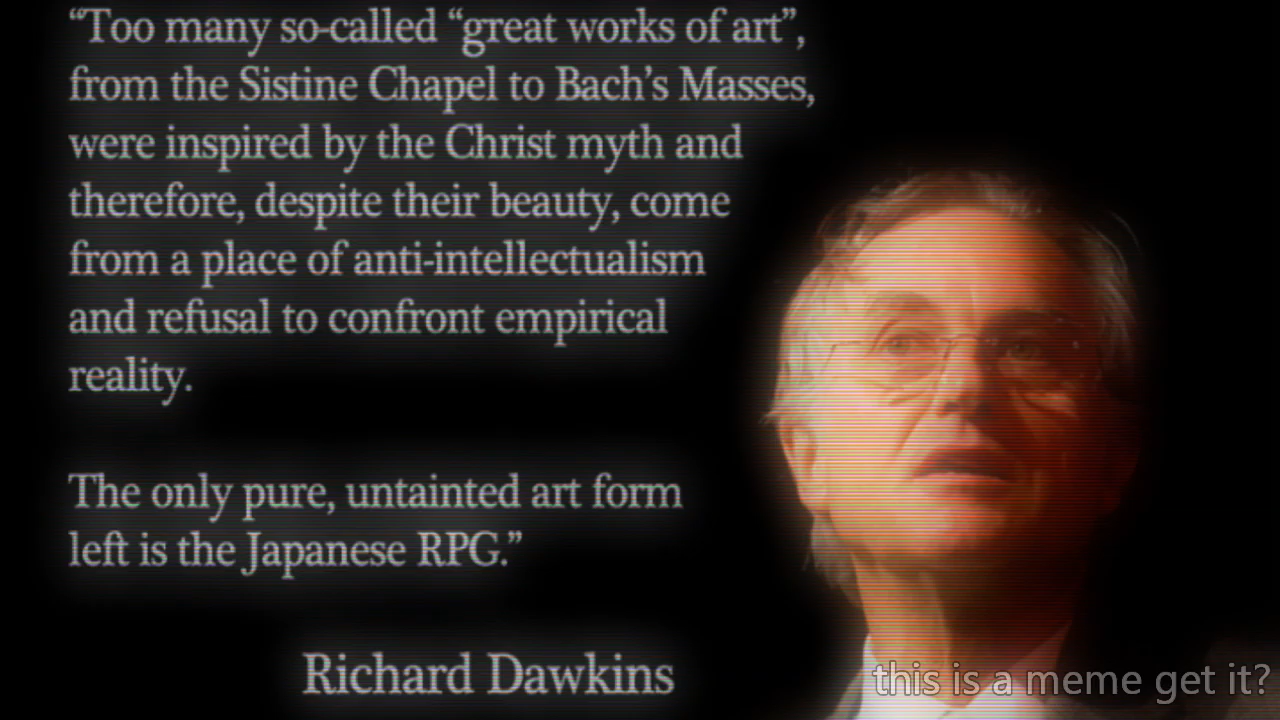 “Too many so-called “great works of art”,
from the Sistine Chapel to Bach’s Masses,
were inspired by the Christ myth and
therefore, despite their beauty, come
from a place of anti-intellectualism
and refusal to confront empirical
reality.
The only pure, untainted art form
left is the Japanese RPG.”
Richard Dawkins
this is a meme get it?